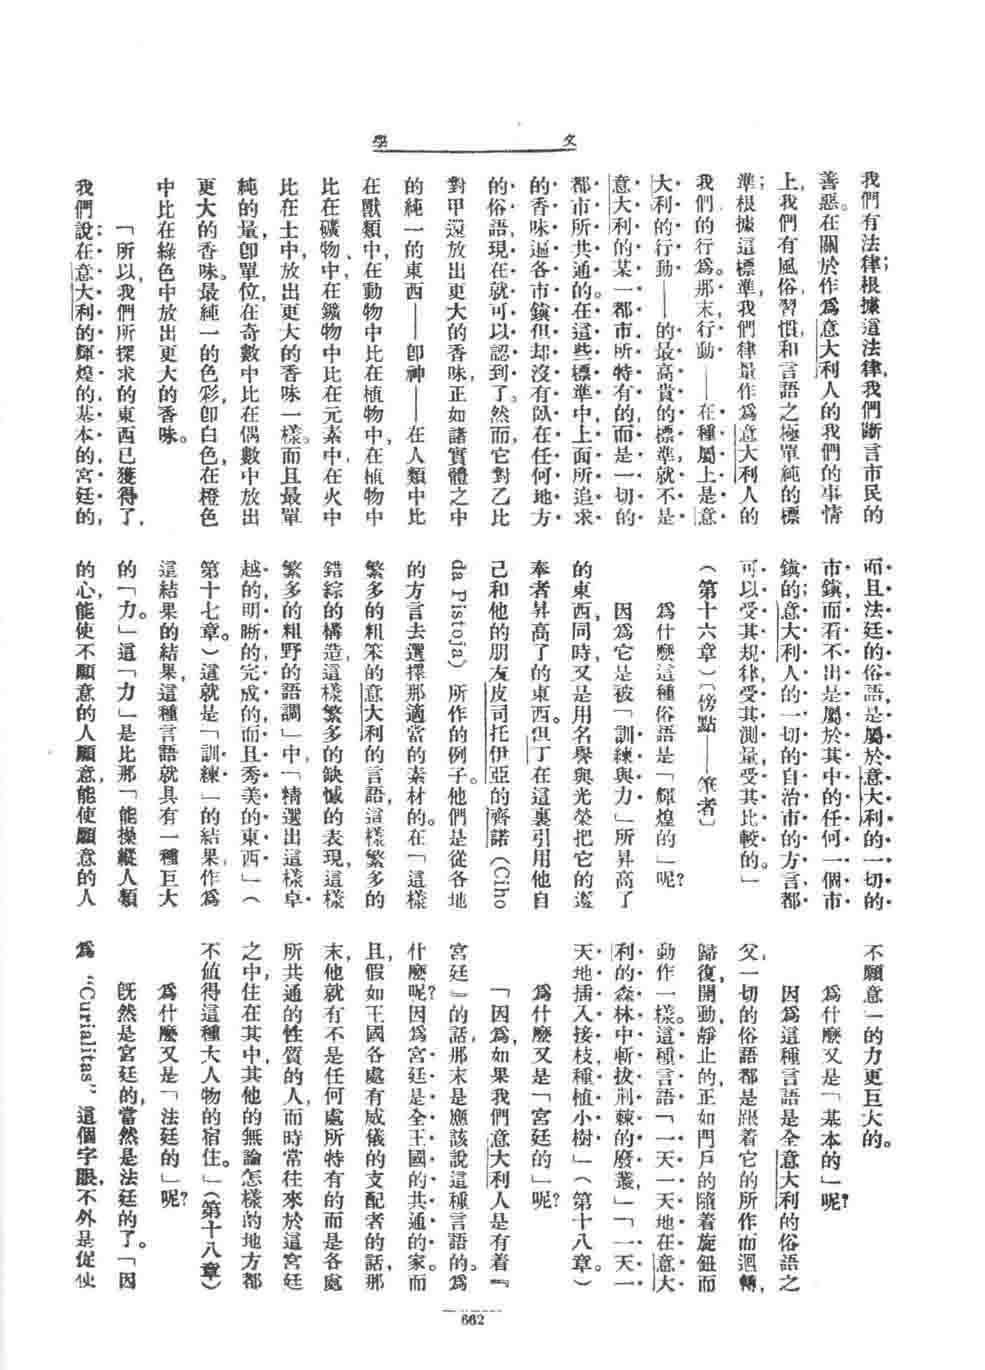 文學
我們有法律;根據這法律,我們斷言市民的
善惡。在關於作爲意大利人的我們的事情
上,我們有風俗習慣,和言語之極單純的標
準;根據這標準,我們律量作爲意大利人的
我們的行爲。那末,行動——在種屬上是意
大利的行動——的最高貴的標準,就不是
意大利的某一都市所特有的,而是一切的
都市所共通的。在這些標準中,上面所追求
的香味遍各市鎮但却沒有臥在任何地方
的俗語,現在就可以認到了。然而,它對乙比
對甲還放出更大的香味,正如諸實體之中
的純一的東西——卽神——在人類中比
在獸類中,在動物中比在植物中,在植物中
比在礦物中,在鑛物中比在元素中,在火中
比在土中,放出更大的香味一樣。而且最單
純的量,卽單位,在奇數中比在偶數中放出
更大的香味。最純一的色彩,卽白色,在橙色
中比在綠色中放出更大的香味。
「所以,我們所探求的東西已獲得了,
我們說在意大利的輝煌的,基本的,宮廷的,
而且法廷的俗語,是屬於意大利的一切的
市鎮,而看不出是屬於其中的任何一個市
鎮的;意大利人的一切的自治市的方言,都
可以受其規律,受其測量,受其比較的。」
(第十六章)〔傍點——筆者〕
爲什麼這種俗語是「輝煌的」呢?
因爲它是被「訓練與力」所昇高了
的東西,同時,又是用名譽與光榮把它的遵
奉者昇高了的東西。但丁在這裏引用他自
己和他的朋友皮司托伊亞的齊諾(Ciho
da Pistoja)所作的例子。他們是從各地
的方言去選擇那適當的素材的。在「這樣
繁多的粗笨的意大利的言語,這樣繁多的
錯綜的構造,這樣繁多的缺憾的表現,這樣
繁多的粗野的語調」中,「精選出這樣卓
越的,明晰的,完成的,而且秀美的東西」(
第十七章。)這就是「訓練」的結果,作爲
這結果的結果,這種言語就具有一種巨大
的「力。」這「力」是比那「能操縱人類
的心,能使不願意的人願意,能使願意的人
不願意」的力更巨大的。
爲什麼又是「基本的」呢?
因爲這種言語是全意大利的俗語之
父,一切的俗語都是跟着它的所作而迴轉,
歸復,開動,靜止的,正如門戶的隨着旋鈕而
動作一樣。這種言語「一天一天地在意大
利的森林中斬拔荆棘的廢叢,」「一天一
天地插入接枝,種植小樹」(第十八章。)
爲什麼又是「宮廷的」呢?
「因爲,如果我們意大利人是有着『
宮廷』的話,那末是應該說這種言語的。爲
什麼呢?因爲宮廷是全王國的共通的家。而
且,假如王國各處有威儀的支配者的話,那
末,他就有不是任何處所特有的而是各處
所共通的性質的人,而時常往來於這宮廷
之中,住在其中,其他的無論怎樣的地方都
不値得這種大人物的宿住。」(第十八章)
爲什麼又是「法廷的」呢?
旣然是宮廷的,當然是法廷的了。「因
爲“Curialitas”這個字眼,不外是促使
662